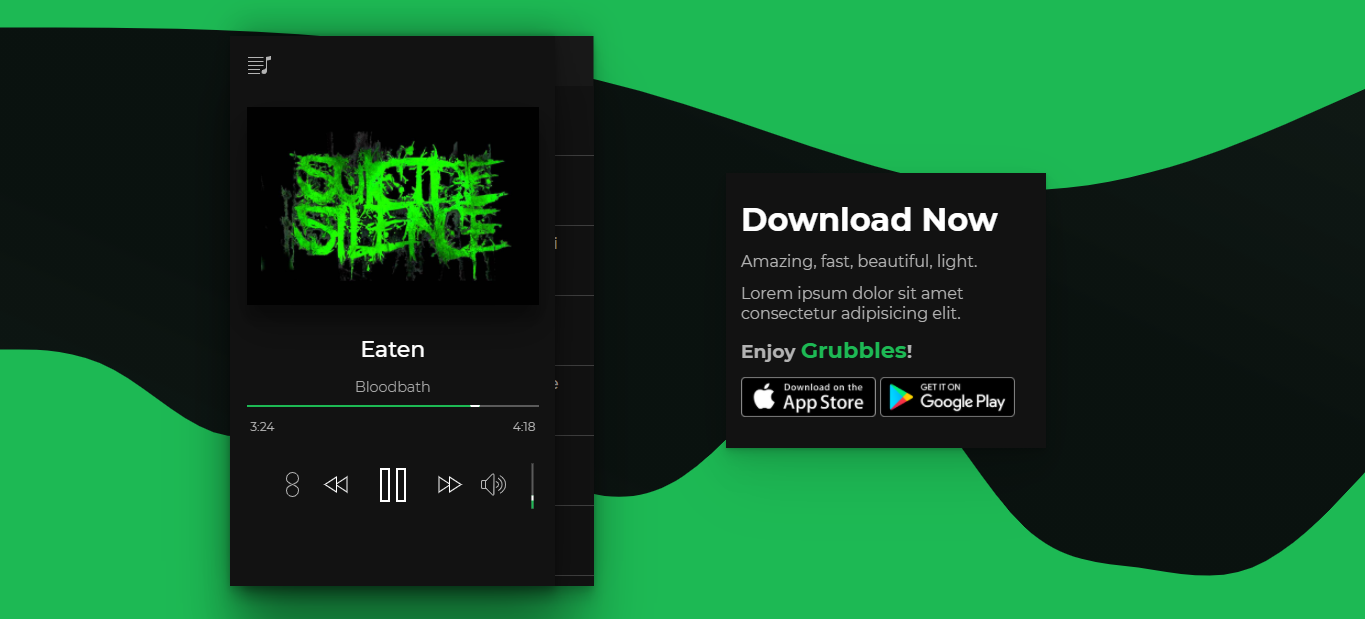 SUICIDE
SILENCE
Eaten
Bloodbath
3:24
4:18
i
e
Download Now
Amazing, fast, beautiful, light.
Lorem ipsum dolor sit amet
consectetur adipisicing elit.
Enjoy Grubbles!
Download on the
App Store
GET IT ON
Google Play